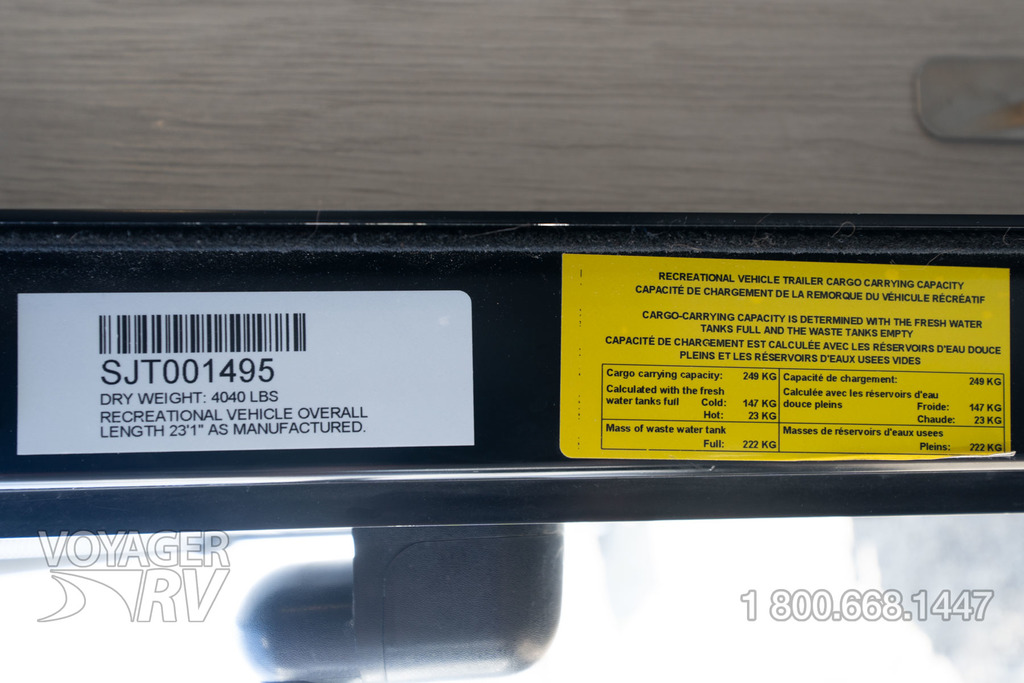 SJT001495
DRY WEIGHT: 4040 LBS
RECREATIONAL VEHICLE OVERALL
LENGTH 23'1" AS MANUFACTURED.
RECREATIONAL VEHICLE TRAILER CARGO CARRYING CAPACITY
CAPACITÉ DE CHARGEMENT DE LA REMORQUE DU VÉHICULE RÉCRÉATIF
CARGO-CARRYING CAPACITY IS DETERMINED WITH THE FRESH WATER
TANKS FULL AND THE WASTE TANKS EMPTY
CAPACITÉ DE CHARGEMENT EST CALCULÉE AVEC LES RÉSERVOIRS D'EAU DOUCE
PLEINS ET LES RÉSERVOIRS D'EAUX USEES VIDES
Cargo carrying capacity: 249 KG
Calculated with the fresh
water tanks full Cold: 147 KG
Hot: 23 KG
Mass of waste water tank
Full: 222 KG
Capacité de chargement: 249 KG
Calculée avec les réservoirs d'eau
douce pleins Froide: 147 KG
Chaude: 23 KG
Masses de réservoirs d'eaux usees
Pleins: 222 KG
VOYAGER
RV
1 800.668.1447